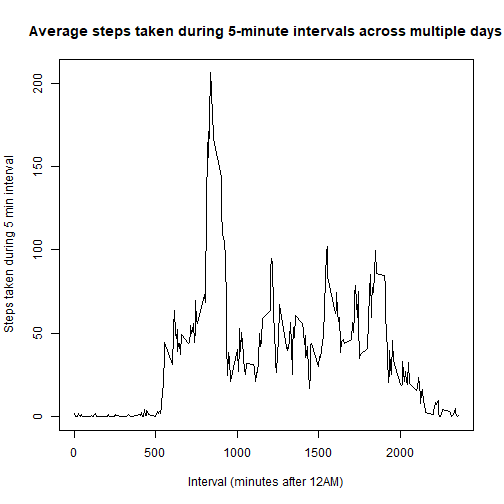 Average steps taken during 5-minute intervals across multiple days
Steps taken during 5 min interval
200
150
100
50
0
0 500 1000 1500 2000
Interval (minutes after 12AM)